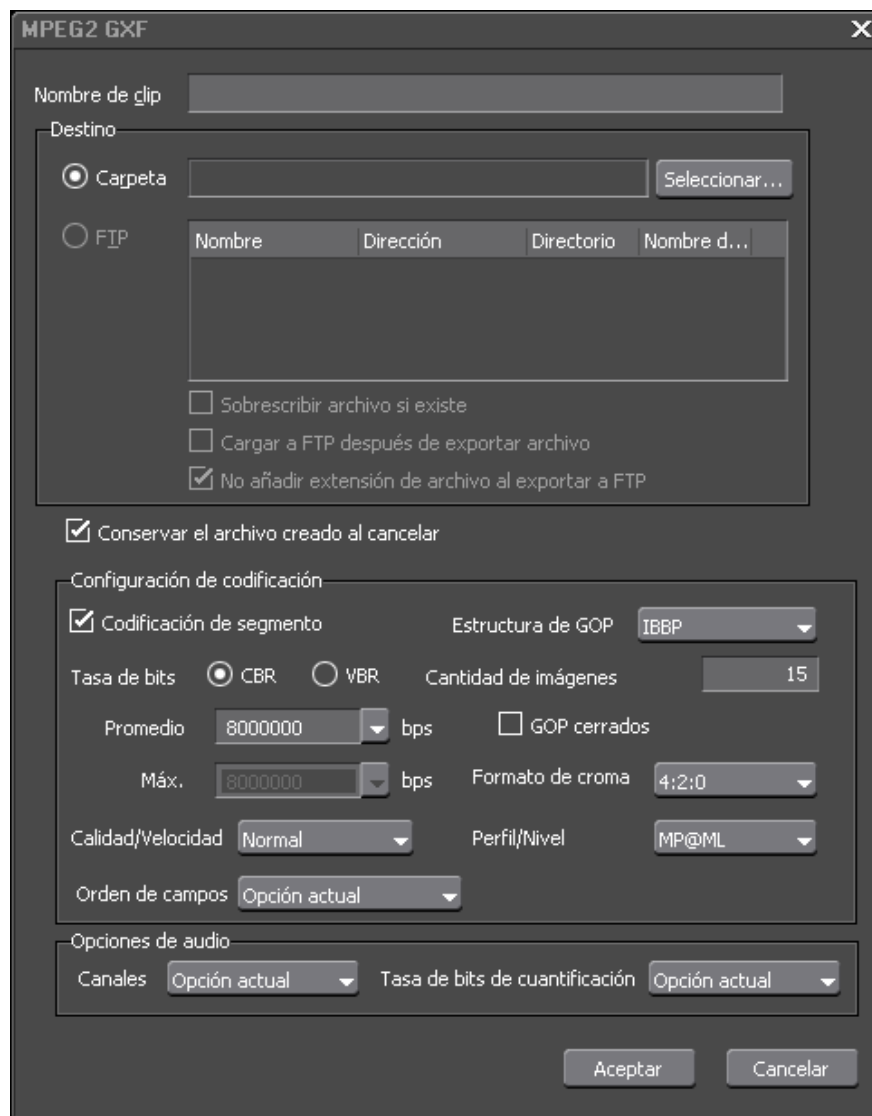 MPEG2 GXF
Nombre de clip
Destino
Carpeta Seleccionar...
FTP Nombre Dirección Directorio Nombre d...
Sobrescribir archivo si existe
Cargar a FTP después de exportar archivo
No añadir extensión de archivo al exportar a FTP
Conservar el archivo creado al cancelar
Configuración de codificación
Codificación de segmento Estructura de GOP IBBP
Tasa de bits CBR VBR Cantidad de imágenes 15
Promedio 8000000 bps GOP cerrados
Máx. 8000000 bps Formato de croma 4:2:0
Calidad/Velocidad Normal Perfil/Nivel MP@ML
Orden de campos Opción actual
Opciones de audio
Canales Opción actual Tasa de bits de cuantificación Opción actual
Aceptar Cancelar